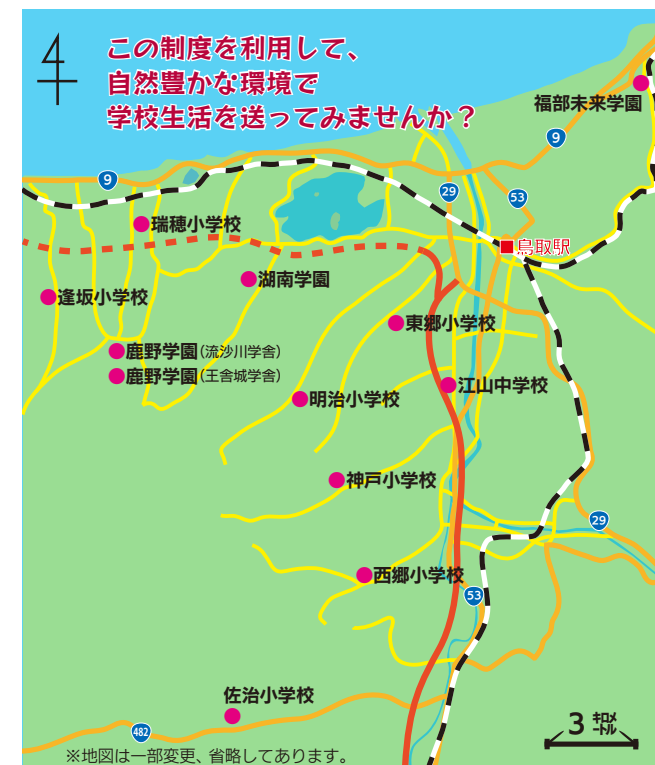 この制度を利用して、
自然豊かな環境で
学校生活を送ってみませんか？
福部未来学園
9
9
29
53
瑞穂小学校
鳥取駅
湖南学園
逢坂小学校
東郷小学校
鹿野学園(流沙川学舎)
鹿野学園(王舎城学舎)
江山中学校
明治小学校
神戸小学校
29
西郷小学校
53
佐治小学校
482
3キロメートル
※地図は一部変更、省略してあります。